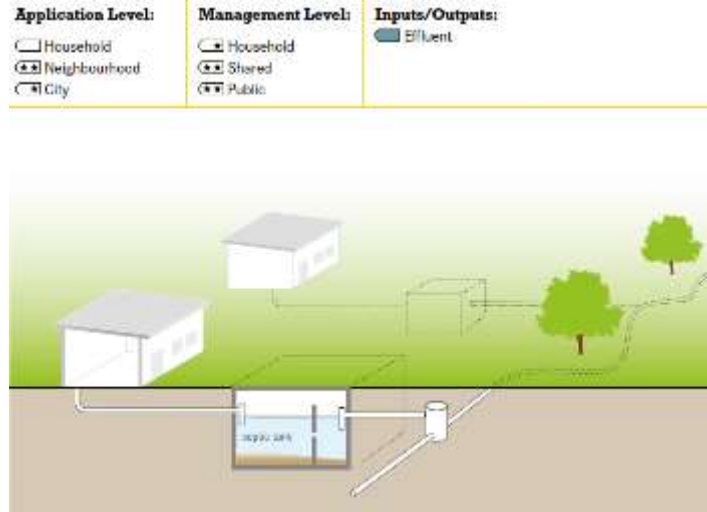 Application Level:
Household
Neighbourhood
City
Management Level:
Household
Shared
Public
Inputs/Outputs:
Effluent